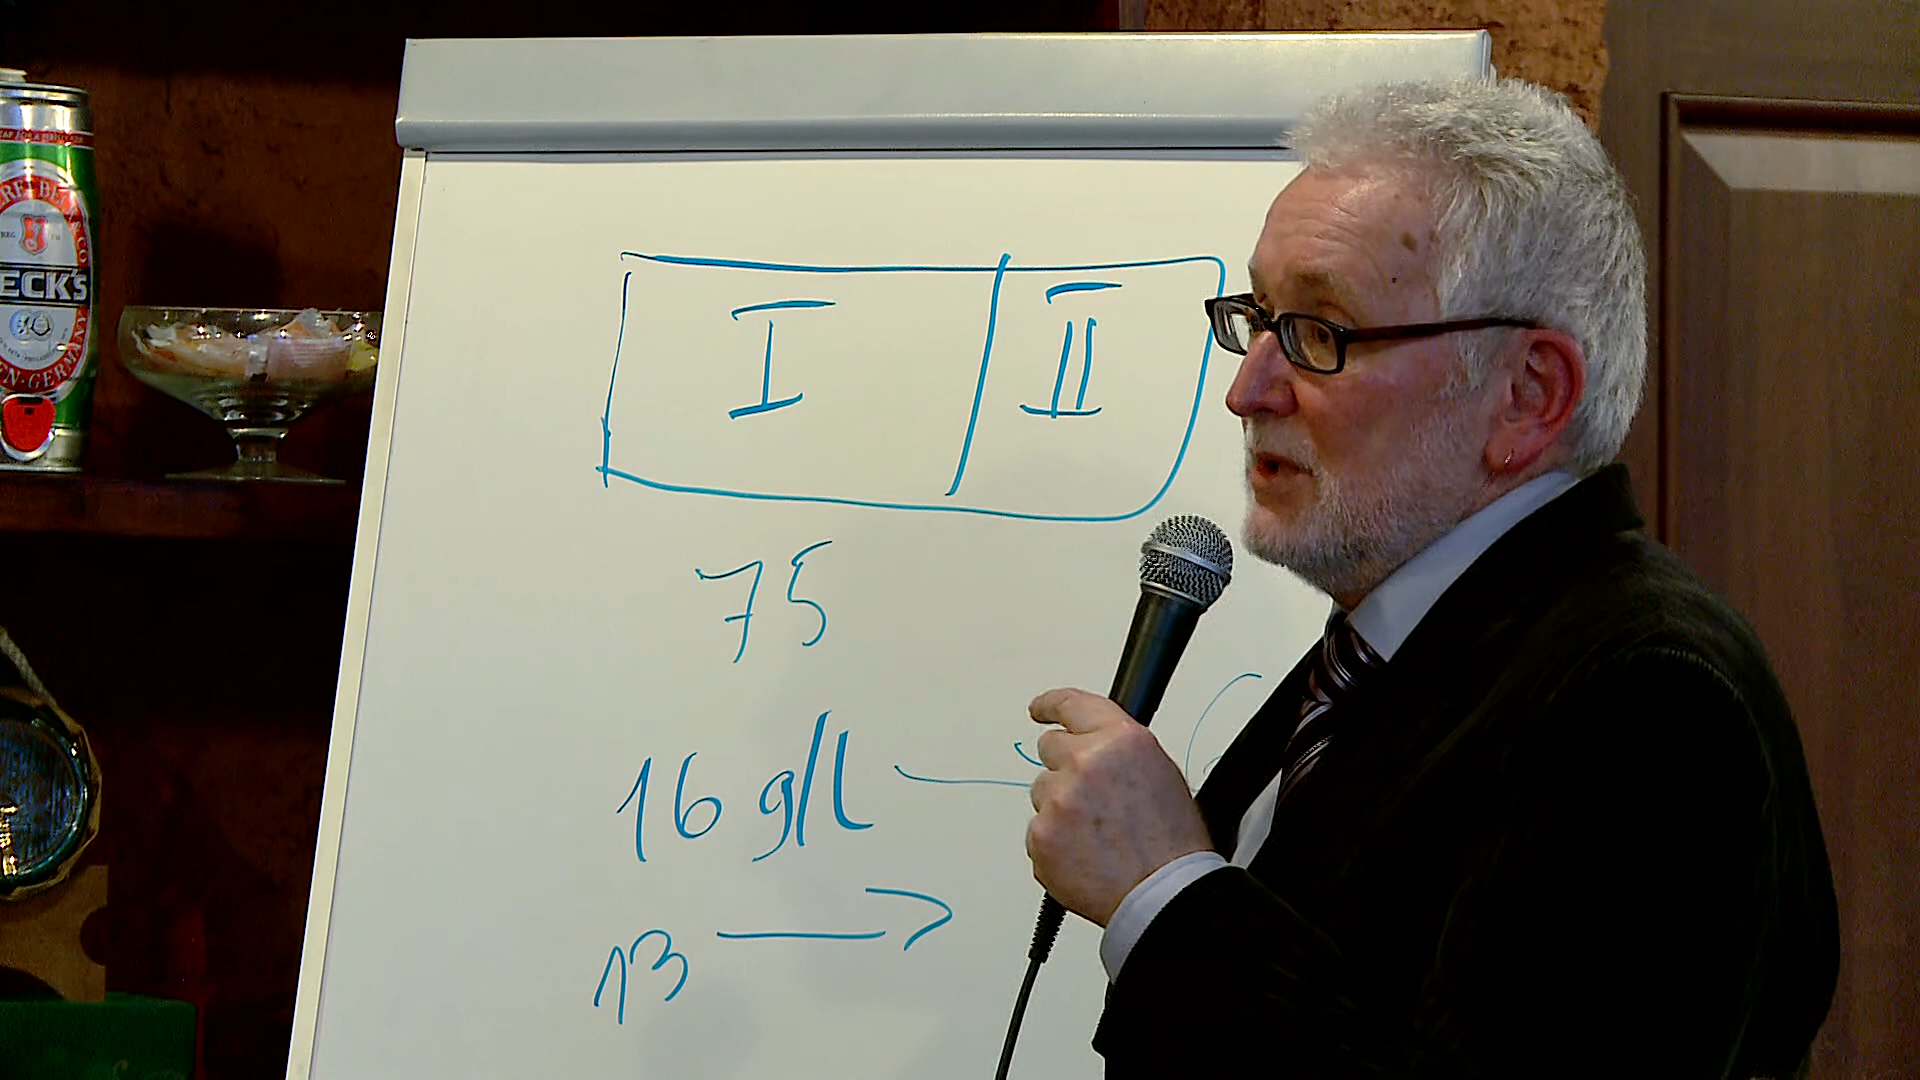 I II
75
16 g/l →
13 →
BECK'S